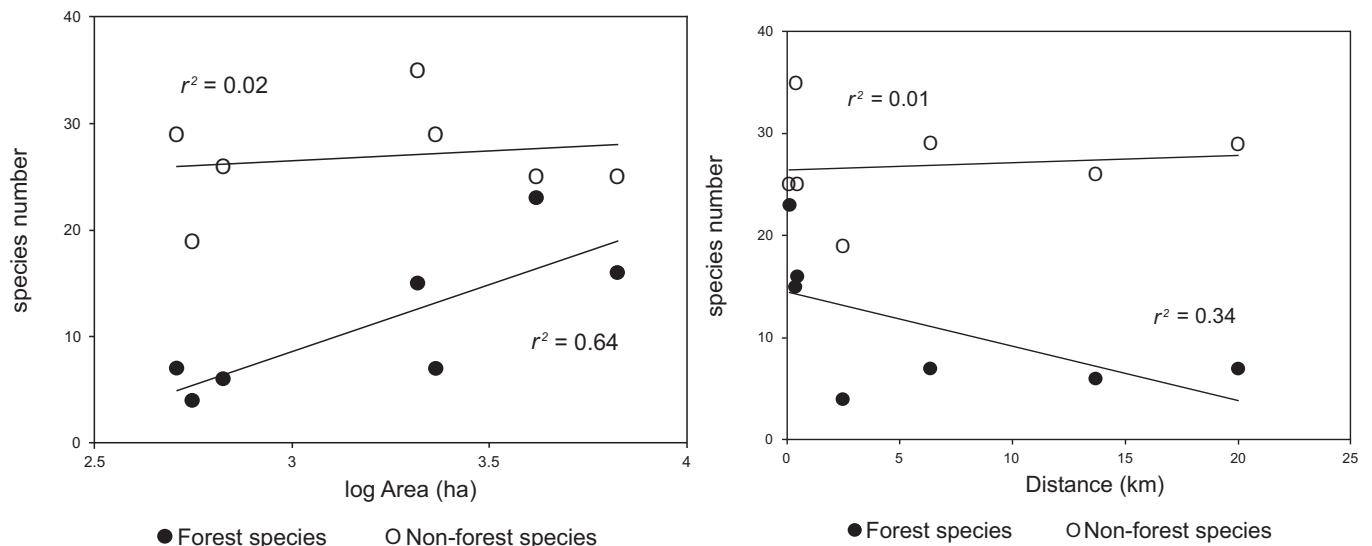 40
30
20
10
0
species number
r² = 0.02
r² = 0.64
2.5
3
3.5
4
log Area (ha)
Forest species
Non-forest species
40
30
20
10
0
species number
r² = 0.01
r² = 0.34
0
5
10
15
20
25
Distance (km)
Forest species
Non-forest species